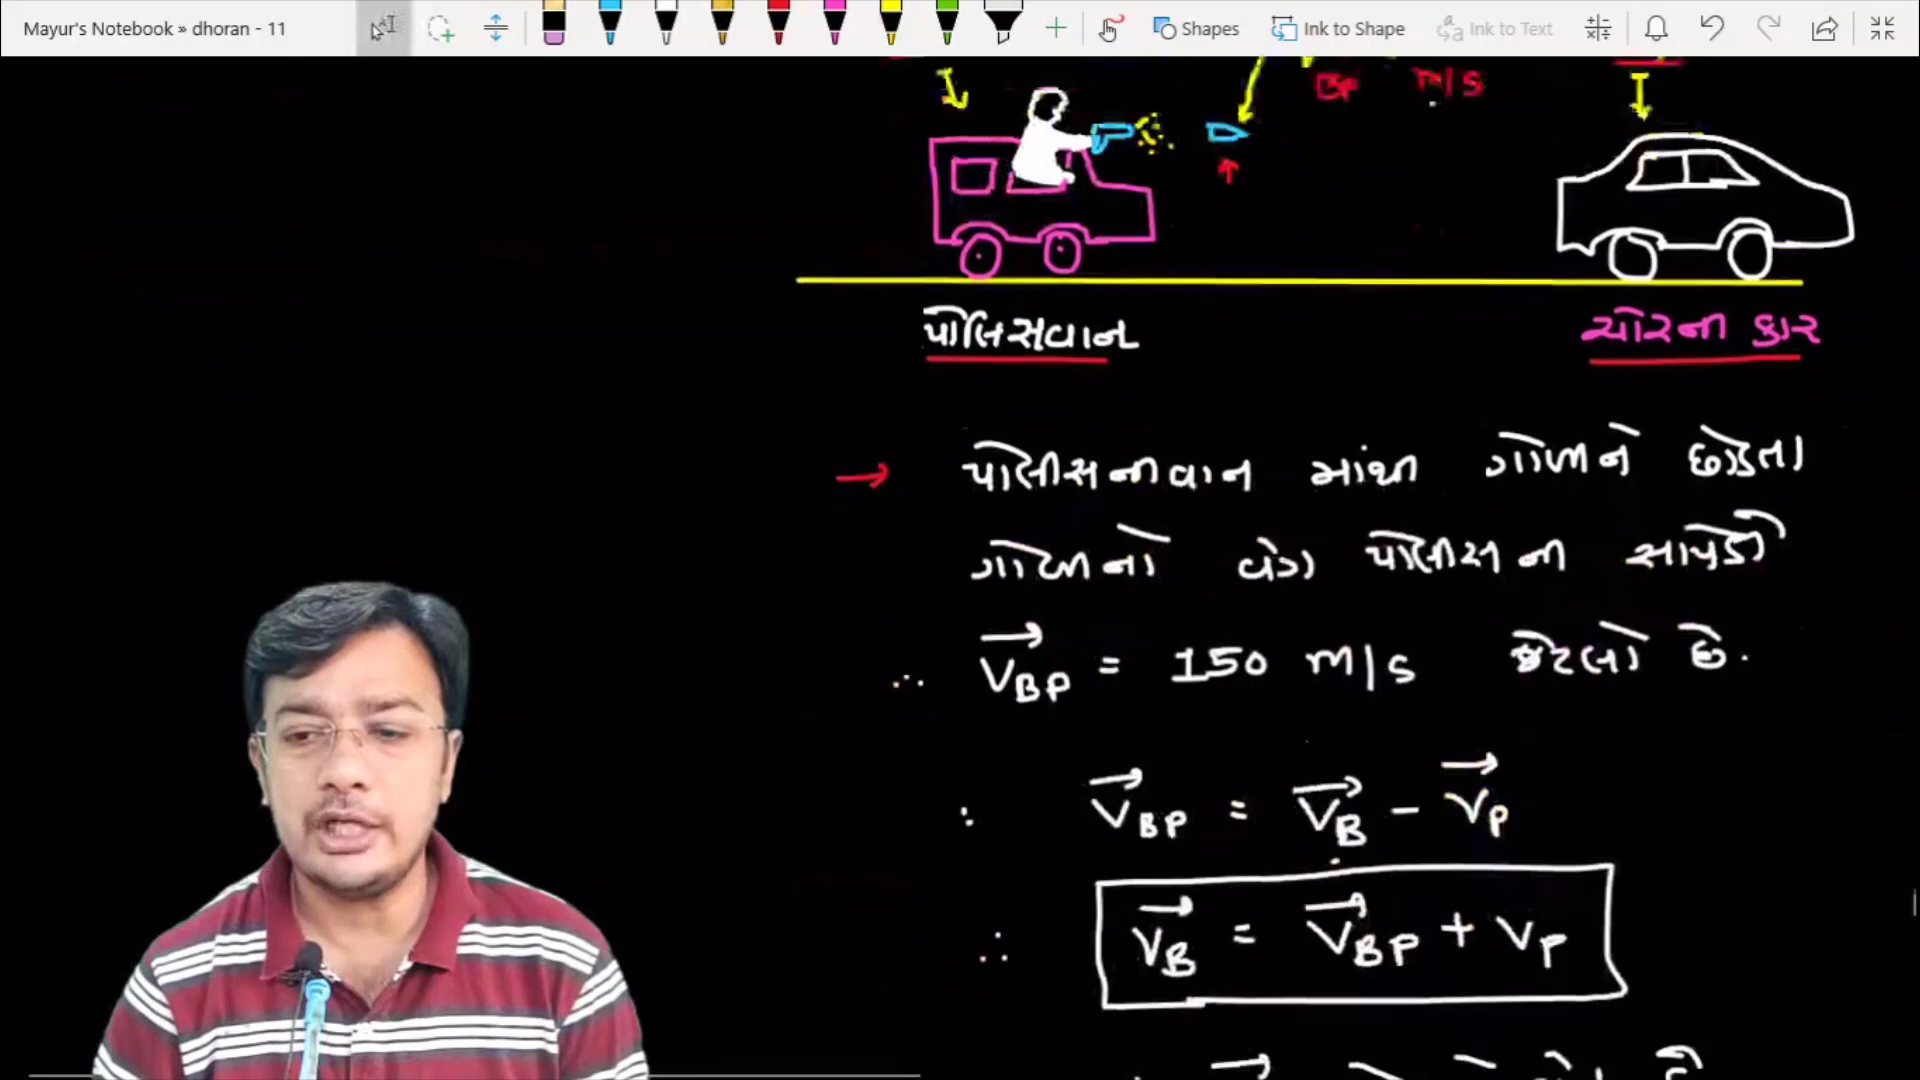 Mayur's Notebook » dhoran - 11
Shapes
Ink to Shape
Ink to Text
BP m/s
પોલિસવાન
ચોરની કાર
→ પોલીસનીવાન માંથી ગોળીને છોડતા
ગોળીનો વેગ પોલીસની સાપેક્ષે
∴ V⃗BP = 150 m/s જેટલો છે.
∴ V⃗BP = V⃗B - V⃗P
∴ V⃗B = V⃗BP + VP